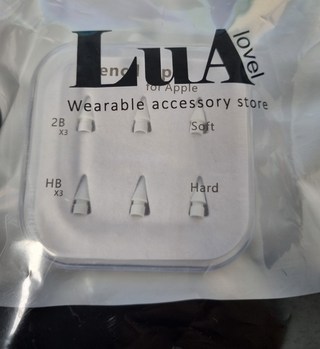 LuA
lovel
for Apple
Wearable accessory store
2B
X3
Soft
HB
X3
Hard